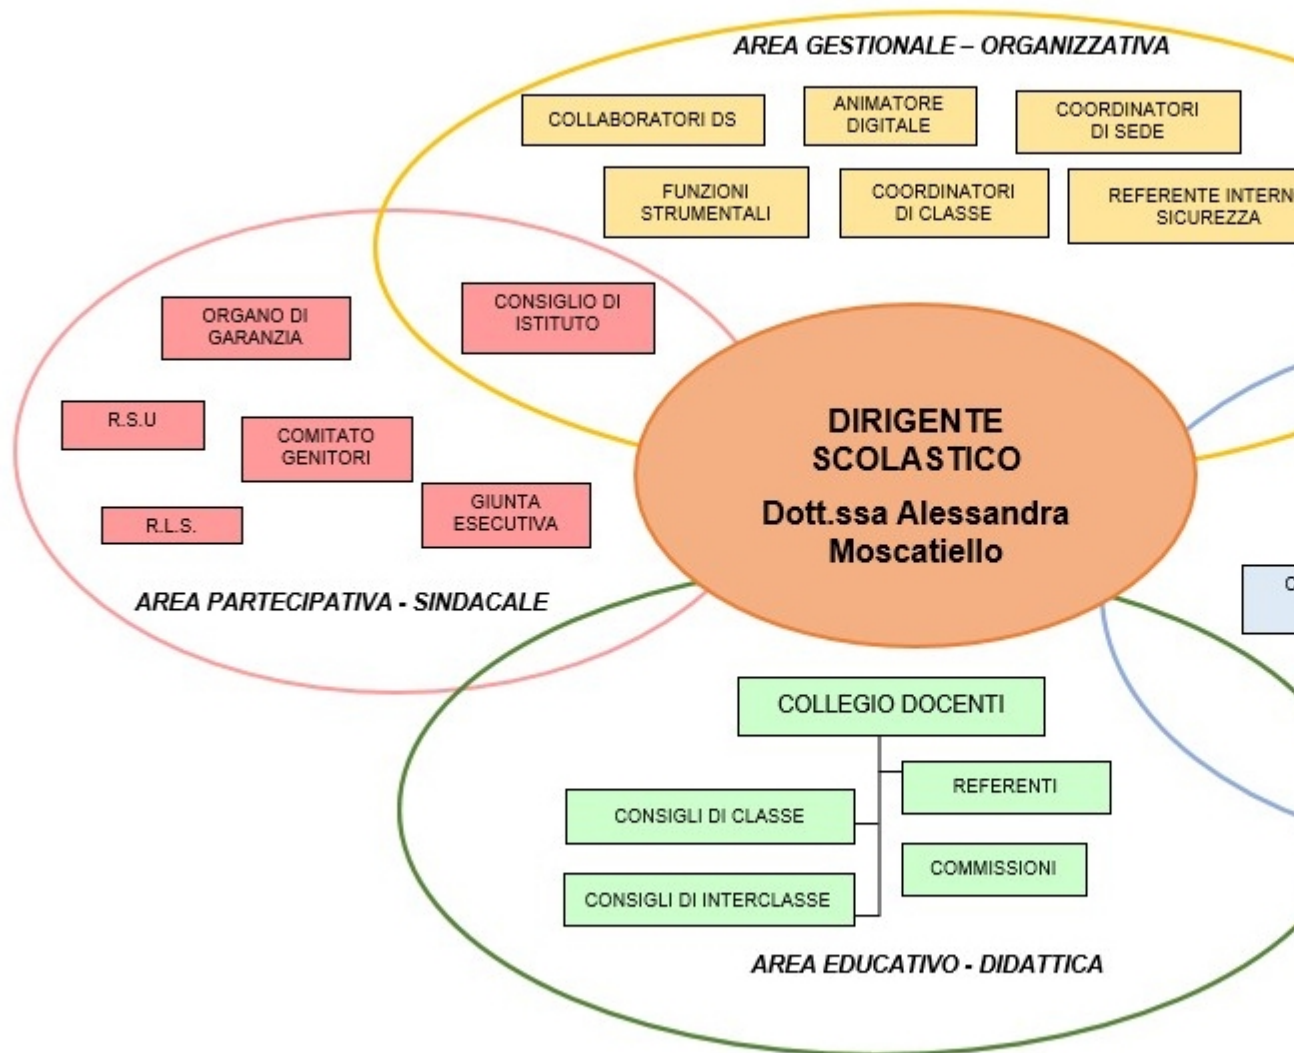 AREA GESTIONALE – ORGANIZZATIVA
COLLABORATORI DS
ANIMATORE
DIGITALE
COORDINATORI
DI SEDE
FUNZIONI
STRUMENTALI
COORDINATORI
DI CLASSE
REFERENTE
SICUREZZA
ORGANO DI
GARANZIA
CONSIGLIO DI
ISTITUTO
R.S.U
COMITATO
GENITORI
GIUNTA
ESECUTIVA
R.L.S.
AREA PARTECIPATIVA - SINDACALE
DIRIGENTE
SCOLASTICO
Dott.ssa Alessandra
Moscatiello
COLLEGIO DOCENTI
REFERENTI
CONSIGLI DI CLASSE
COMMISSIONI
CONSIGLI DI INTERCLASSE
AREA EDUCATIVO - DIDATTICA